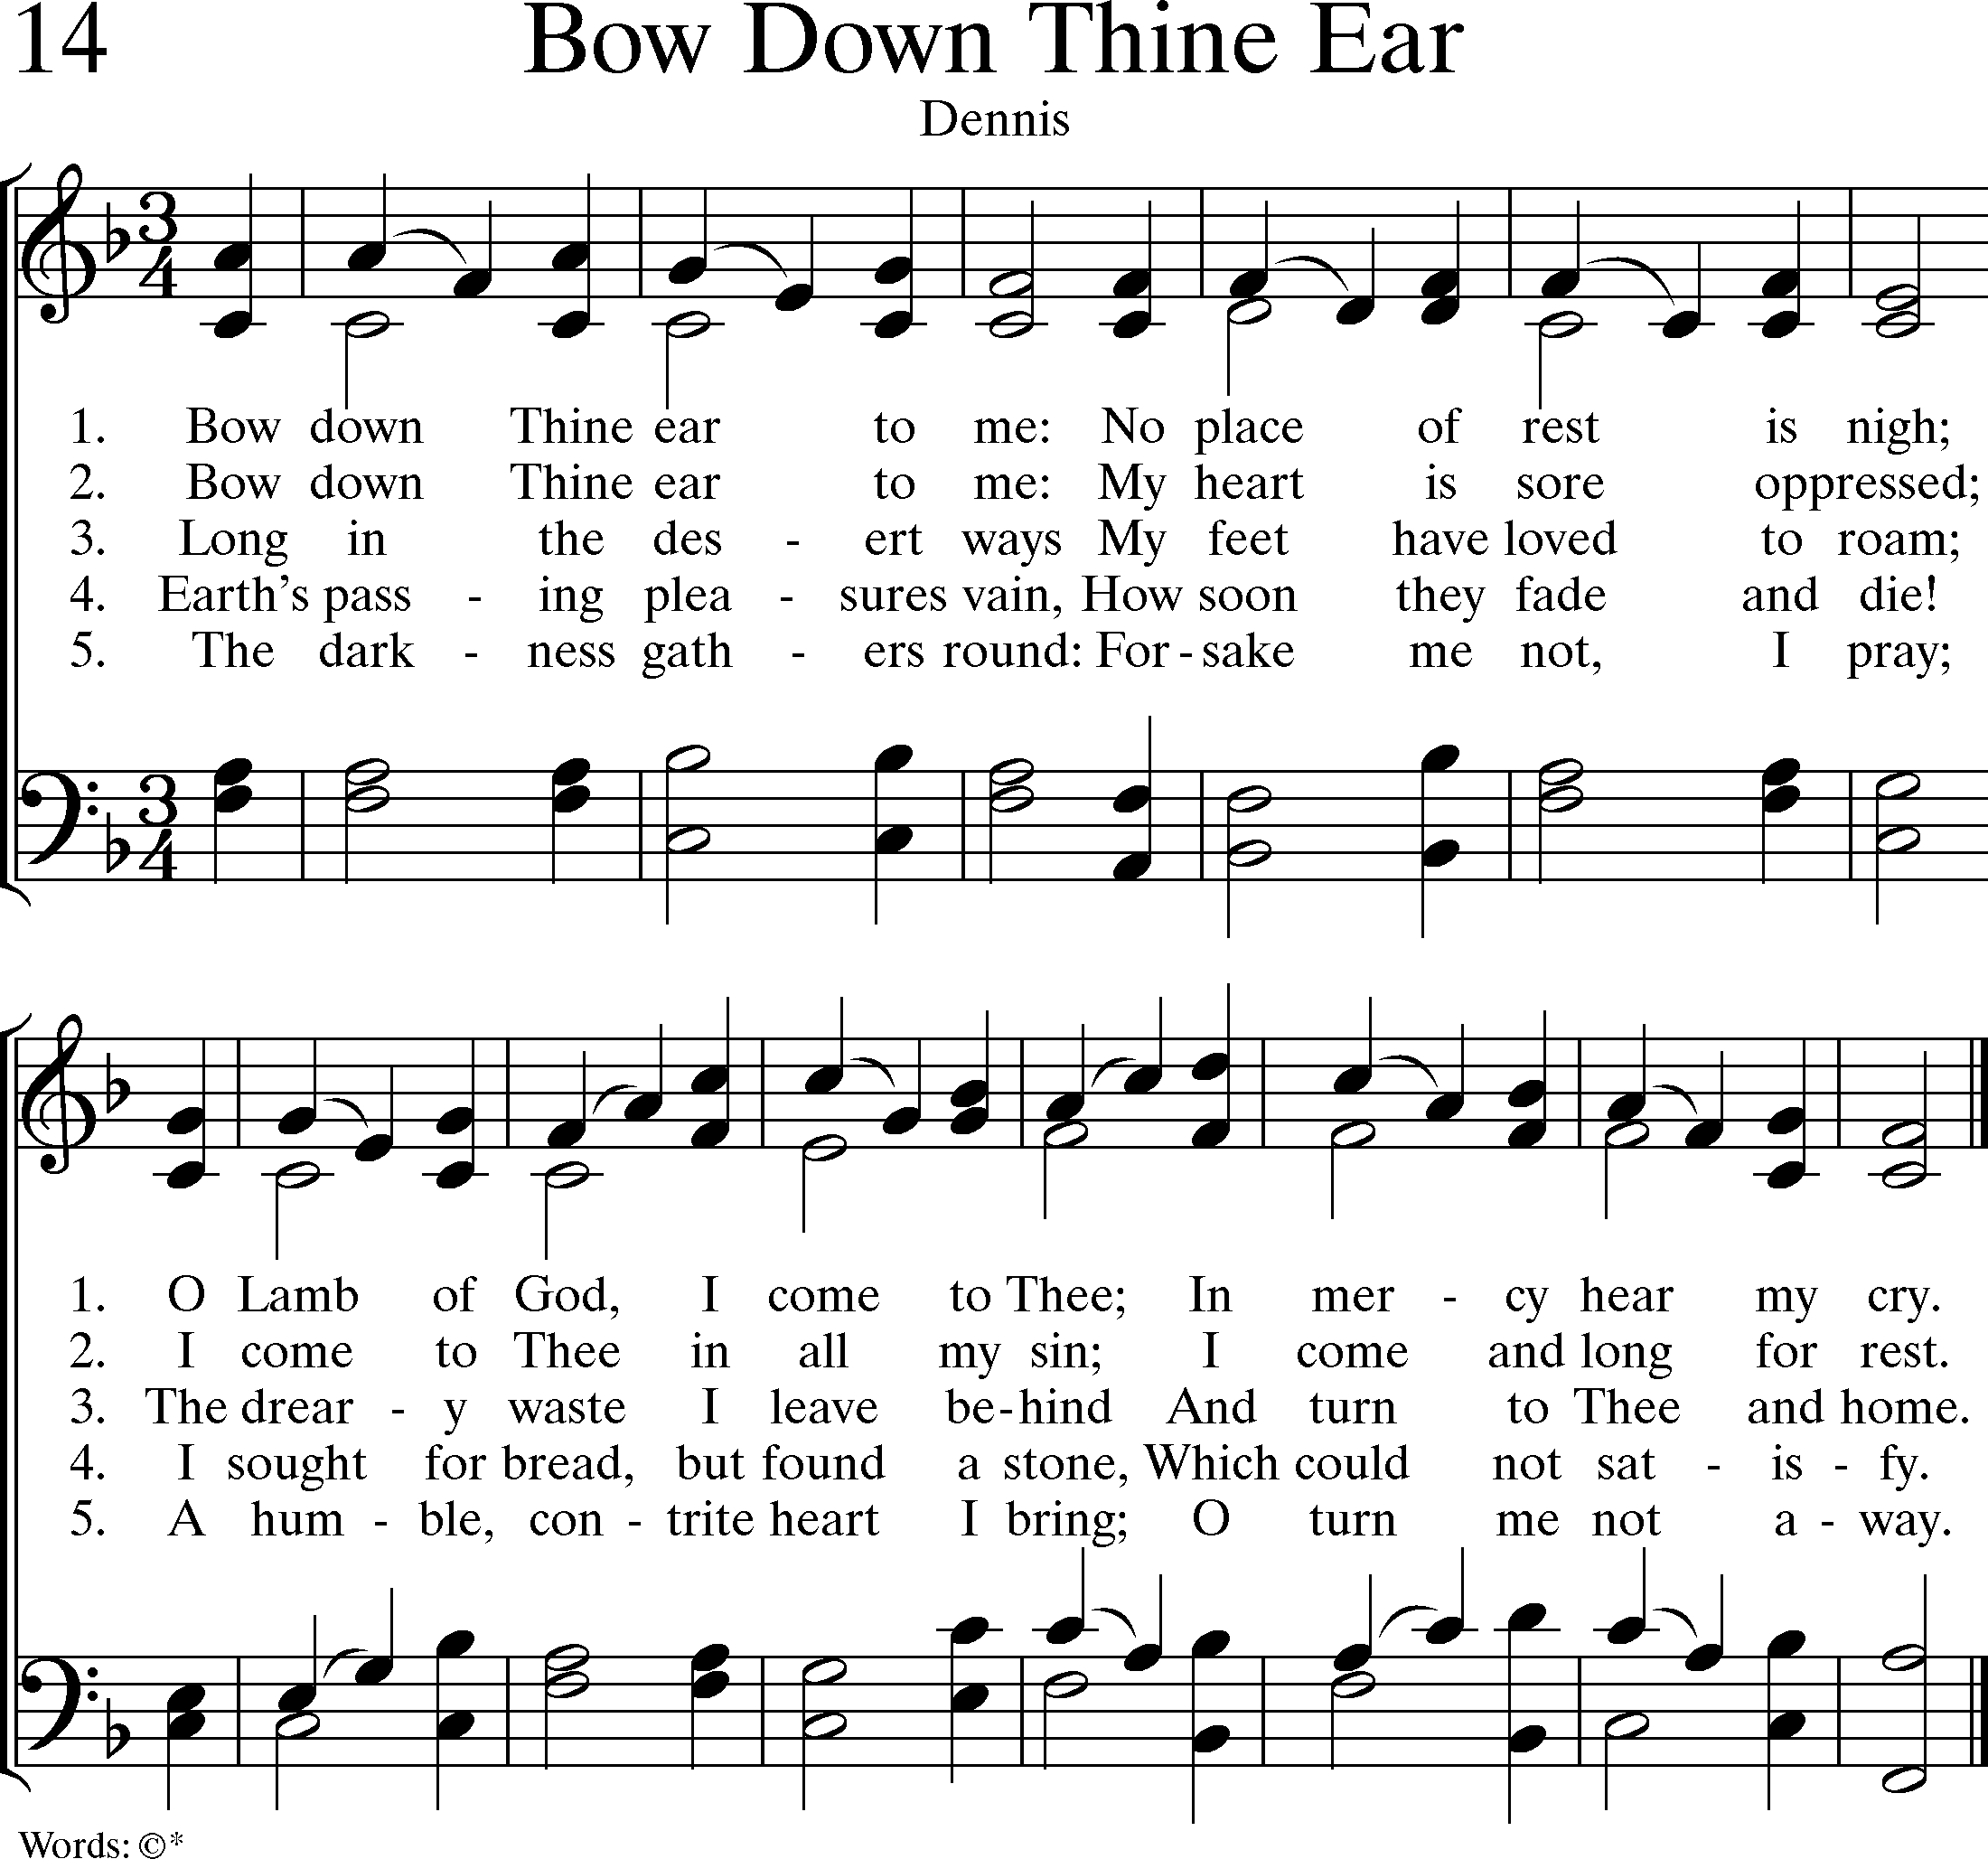 14 Bow Down Thine Ear
Dennis
3
4
1. Bow down Thine ear to me: No place of rest is nigh;
2. Bow down Thine ear to me: My heart is sore oppressed;
3. Long in the des - ert ways My feet have loved to roam;
4. Earth's pass - ing plea - sures vain, How soon they fade and die!
5. The dark - ness gath - ers round: For - sake me not, I pray;
3
4
1. O Lamb of God, I come to Thee; In mer - cy hear my cry.
2. I come to Thee in all my sin; I come and long for rest.
3. The drear - y waste I leave be - hind And turn to Thee and home.
4. I sought for bread, but found a stone, Which could not sat - is - fy.
5. A hum - ble, con - trite heart I bring; O turn me not a - way.
Words: ©*